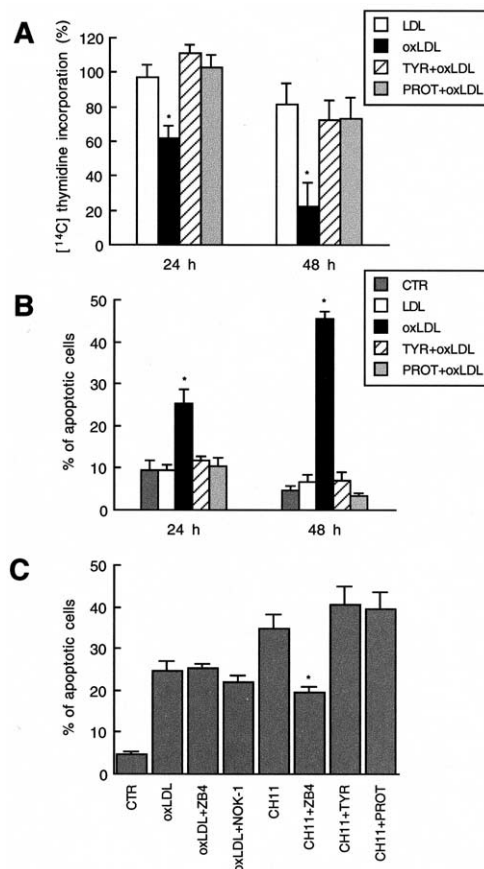 A
[14C] thymidine incorporation (%)
120
100
80
60
40
20
0
*
*
24 h
48 h
LDL
oxLDL
TYR+oxLDL
PROT+oxLDL
B
% of apoptotic cells
50
40
30
20
10
0
*
*
24 h
48 h
CTR
LDL
oxLDL
TYR+oxLDL
PROT+oxLDL
C
% of apoptotic cells
50
40
30
20
10
0
*
CTR
oxLDL
oxLDL+ZB4
oxLDL+NOK-1
CH11
CH11+ZB4
CH11+TYR
CH11+PROT